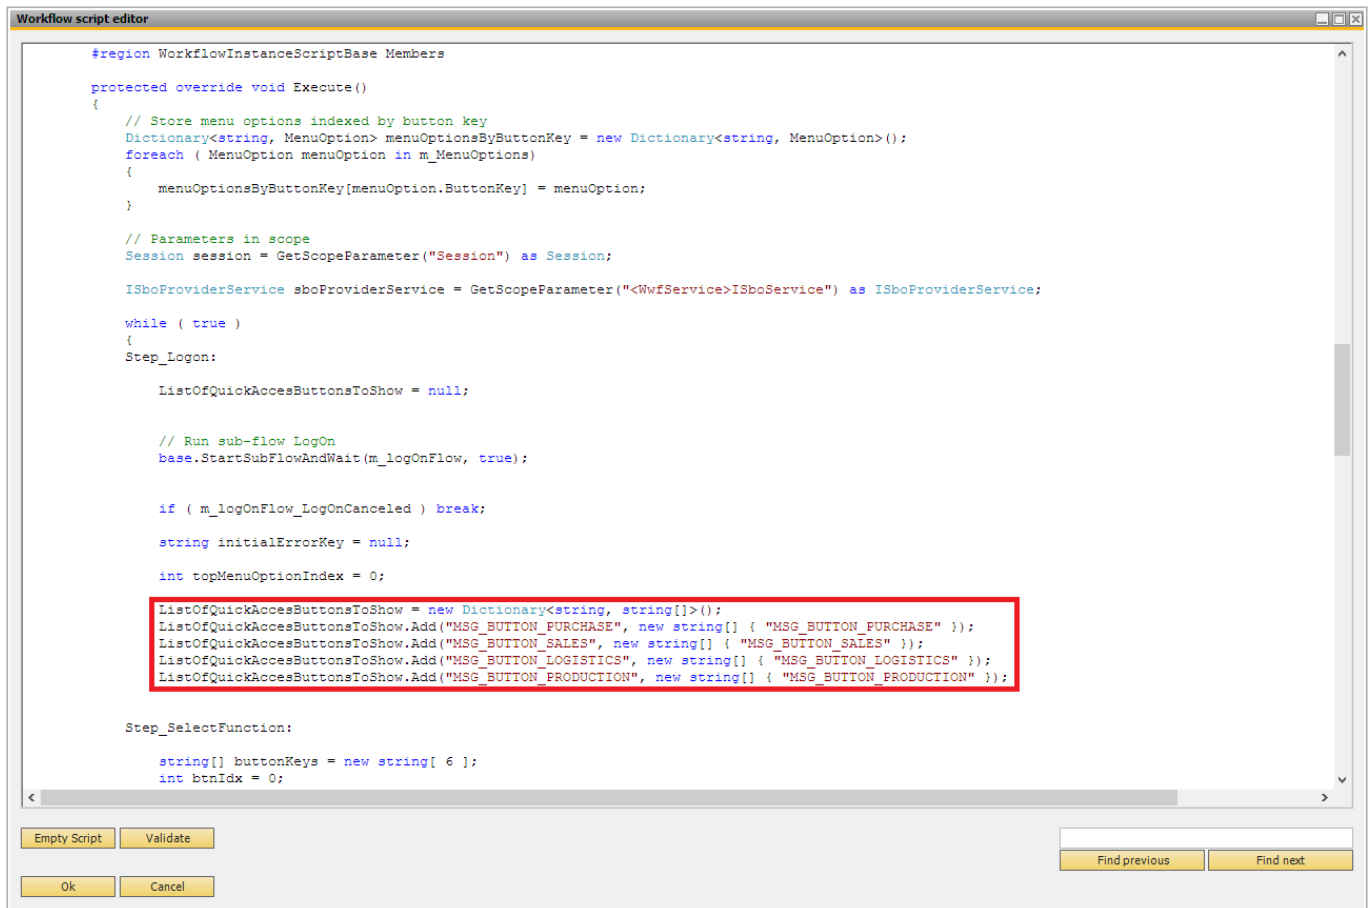 Workflow script editor
#region WorkflowInstanceScriptBase Members
protected override void Execute()
{
// Store menu options indexed by button key
Dictionary<string, MenuOption> menuOptionsByButtonKey = new Dictionary<string, MenuOption>();
foreach ( MenuOption menuOption in m_MenuOptions)
{
menuOptionsByButtonKey[menuOption.ButtonKey] = menuOption;
}
// Parameters in scope
Session session = GetScopeParameter("Session") as Session;
ISboProviderService sboProviderService = GetScopeParameter("<WwfService>ISboService") as ISboProviderService;
while ( true )
{
Step_Logon:
ListOfQuickAccesButtonsToShow = null;
// Run sub-flow LogOn
base.StartSubFlowAndWait(m_logOnFlow, true);
if ( m_logOnFlow_LogOnCanceled ) break;
string initialErrorKey = null;
int topMenuOptionIndex = 0;
ListOfQuickAccesButtonsToShow = new Dictionary<string, string[]>();
ListOfQuickAccesButtonsToShow.Add("MSG_BUTTON_PURCHASE", new string[] { "MSG_BUTTON_PURCHASE" });
ListOfQuickAccesButtonsToShow.Add("MSG_BUTTON_SALES", new string[] { "MSG_BUTTON_SALES" });
ListOfQuickAccesButtonsToShow.Add("MSG_BUTTON_LOGISTICS", new string[] { "MSG_BUTTON_LOGISTICS" });
ListOfQuickAccesButtonsToShow.Add("MSG_BUTTON_PRODUCTION", new string[] { "MSG_BUTTON_PRODUCTION" });
Step_SelectFunction:
string[] buttonKeys = new string[ 6 ];
int btnIdx = 0;
Empty Script Validate
Find previous Find next
Ok Cancel